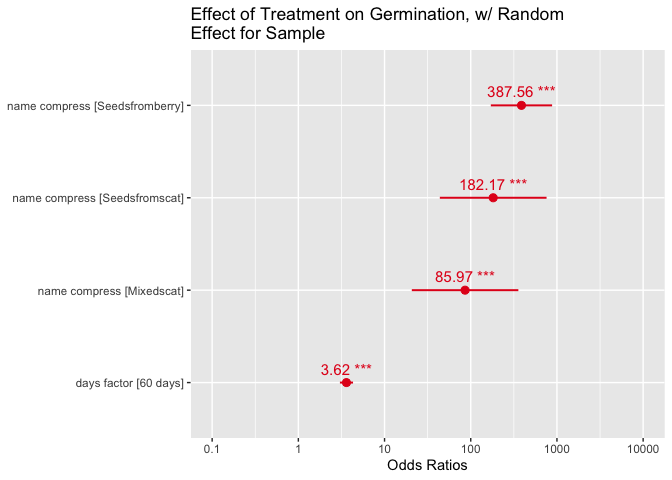 Effect of Treatment on Germination, w/ Random
Effect for Sample
name compress [Seedsfromberry]
387.56 ***
name compress [Seedsfromscat]
182.17 ***
name compress [Mixedscat]
85.97 ***
days factor [60 days]
3.62 ***
0.1 1 10 100 1000 10000
Odds Ratios